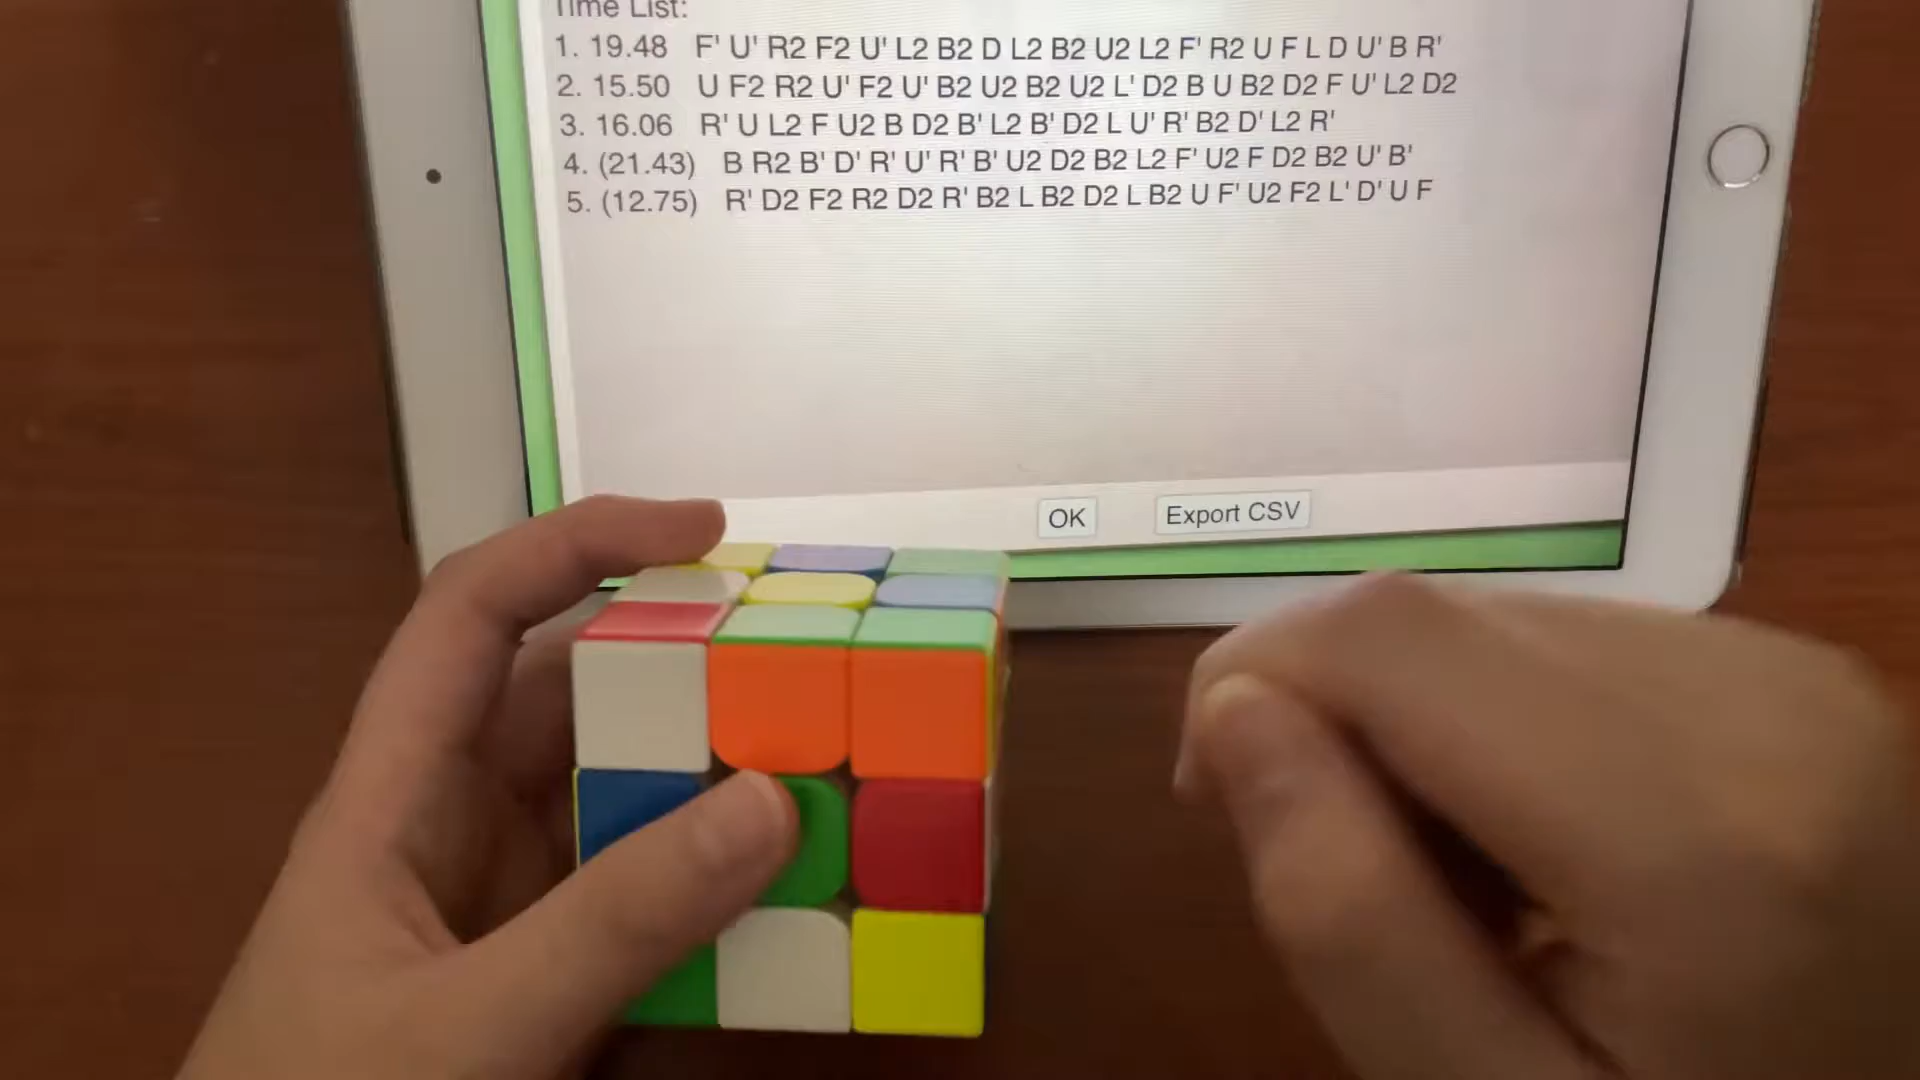 Time List:
1. 19.48 F' U' R2 F2 U' L2 B2 D L2 B2 U2 L2 F' R2 U F L D U' B R'
2. 15.50 U F2 R2 U' F2 U' B2 U2 B2 U2 L' D2 B U B2 D2 F U' L2 D2
3. 16.06 R' U L2 F U2 B D2 B' L2 B' D2 L U' R' B2 D' L2 R'
4. (21.43) B R2 B' D' R' U' R' B' U2 D2 B2 L2 F' U2 F D2 B2 U' B'
5. (12.75) R' D2 F2 R2 D2 R' B2 L B2 D2 L B2 U F' U2 F2 L' D' U F
OK Export CSV